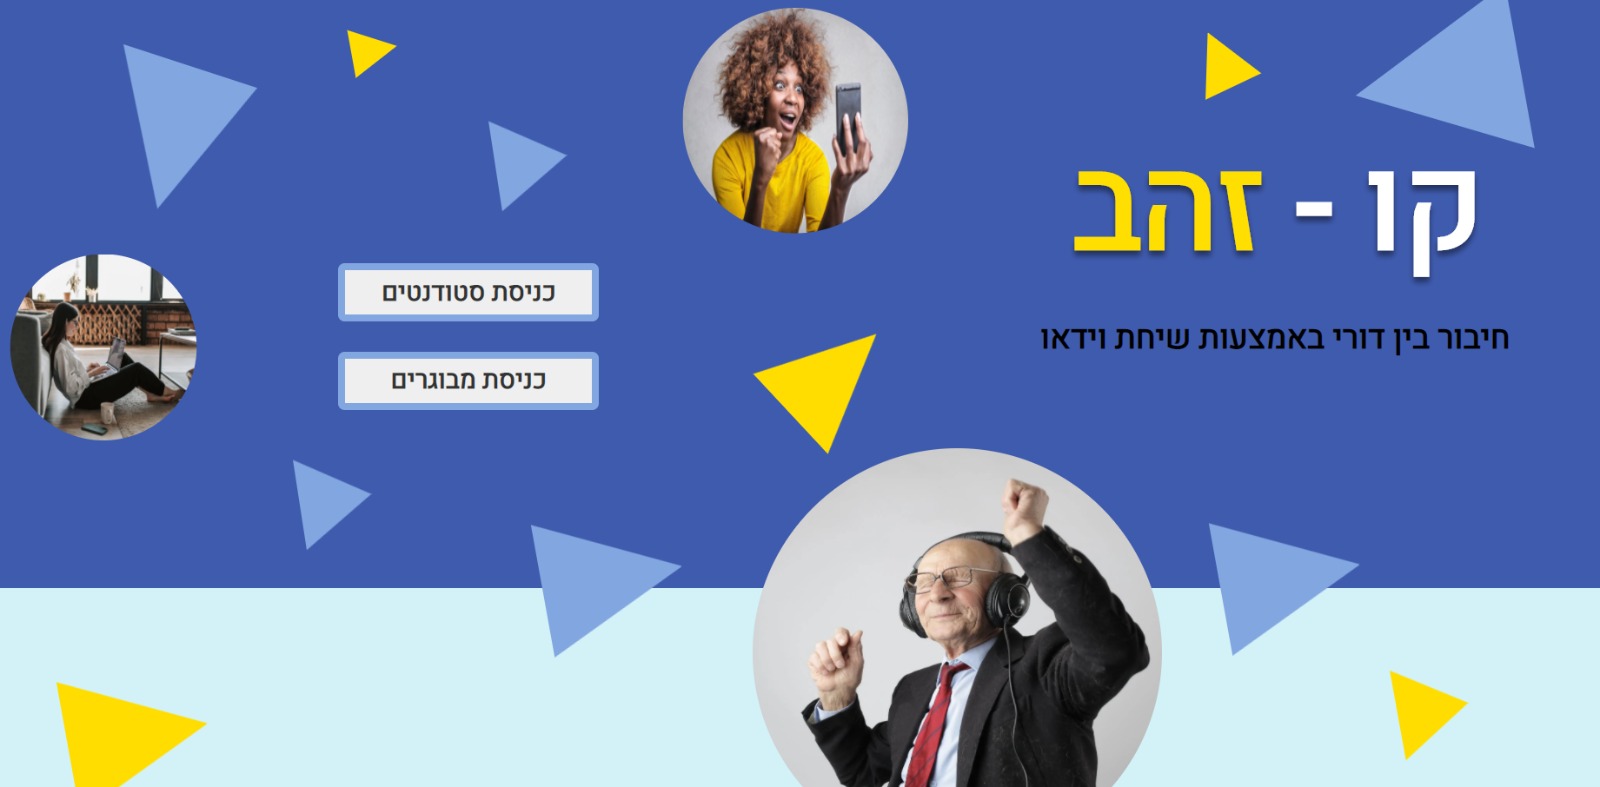 קו - זהב
חיבור בין דורי באמצעות שיחת וידאו
כניסת סטודנטים
כניסת מבוגרים